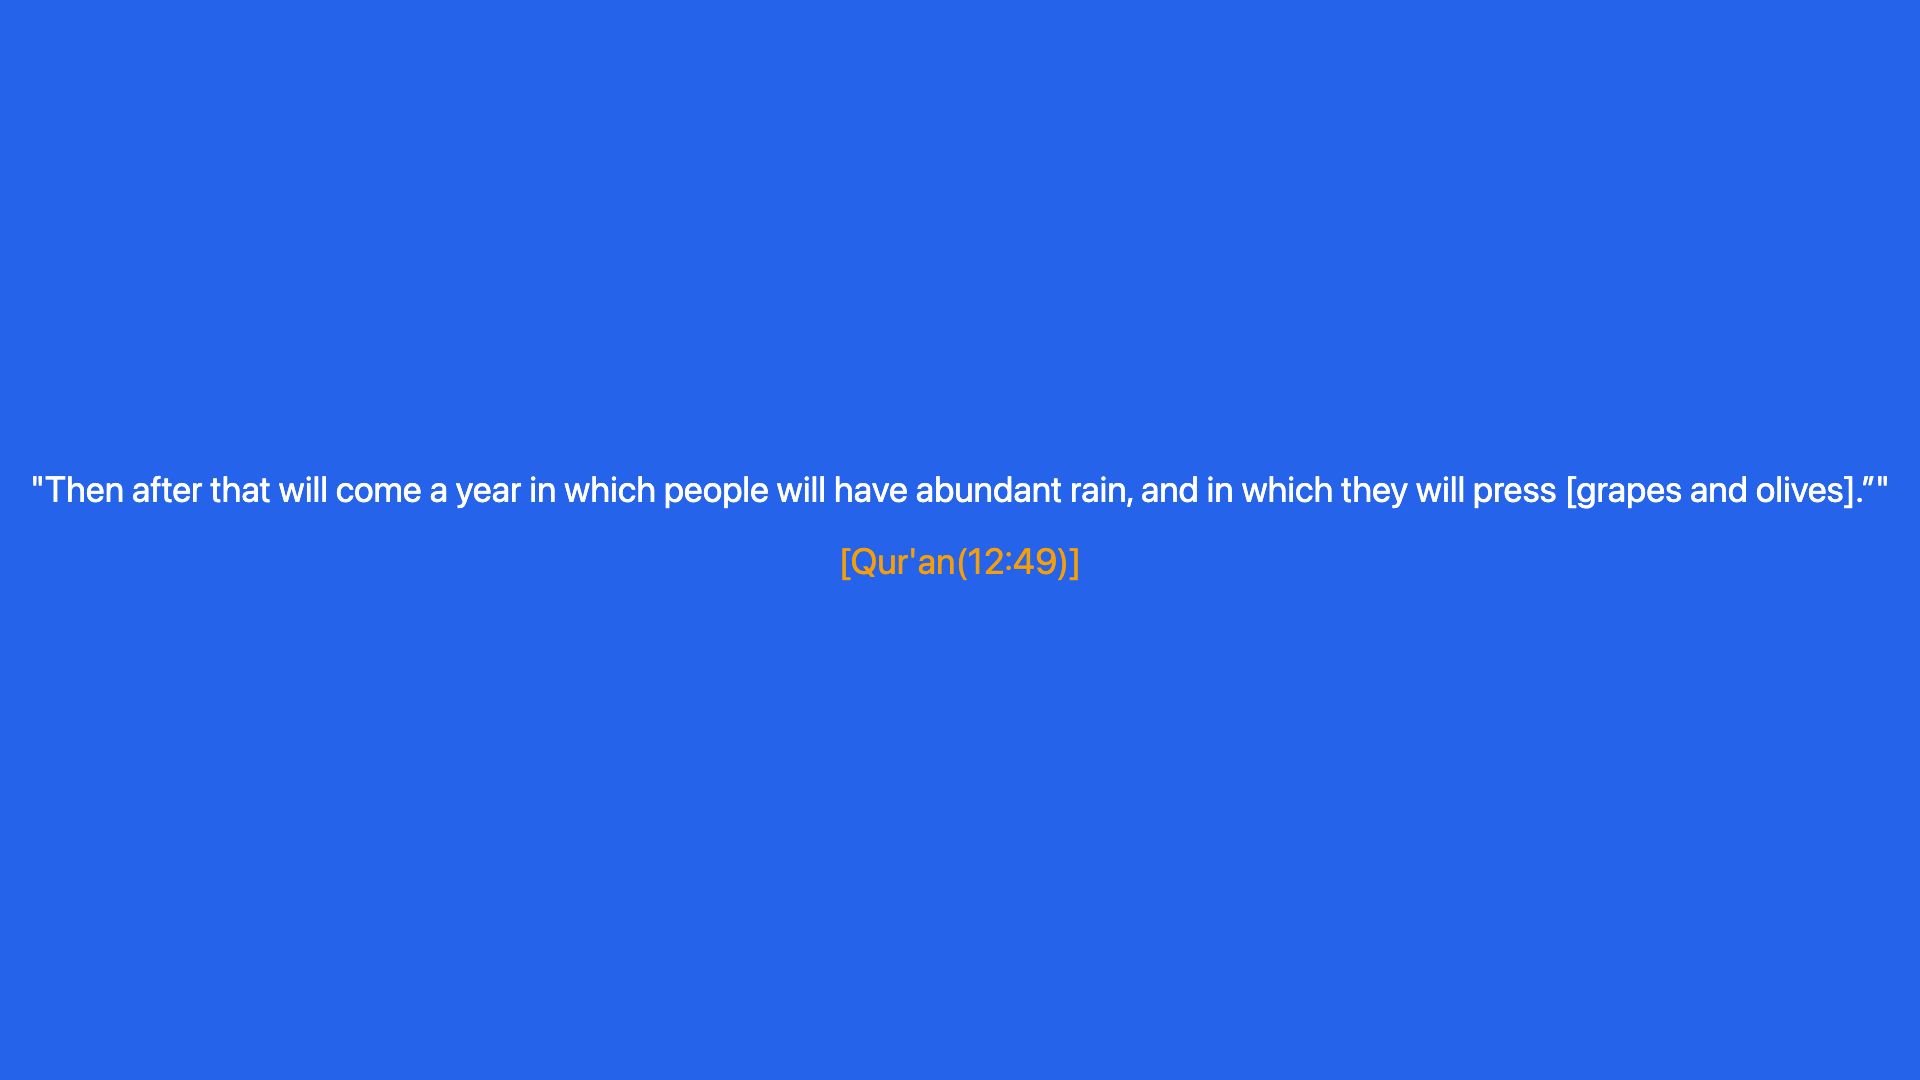 "Then after that will come a year in which people will have abundant rain, and in which they will press [grapes and olives].”"
[Qur'an(12:49)]